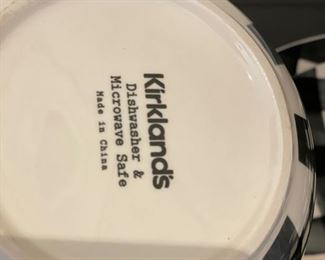 Kirkland's
Dishwasher &
Microwave Safe
Made in China